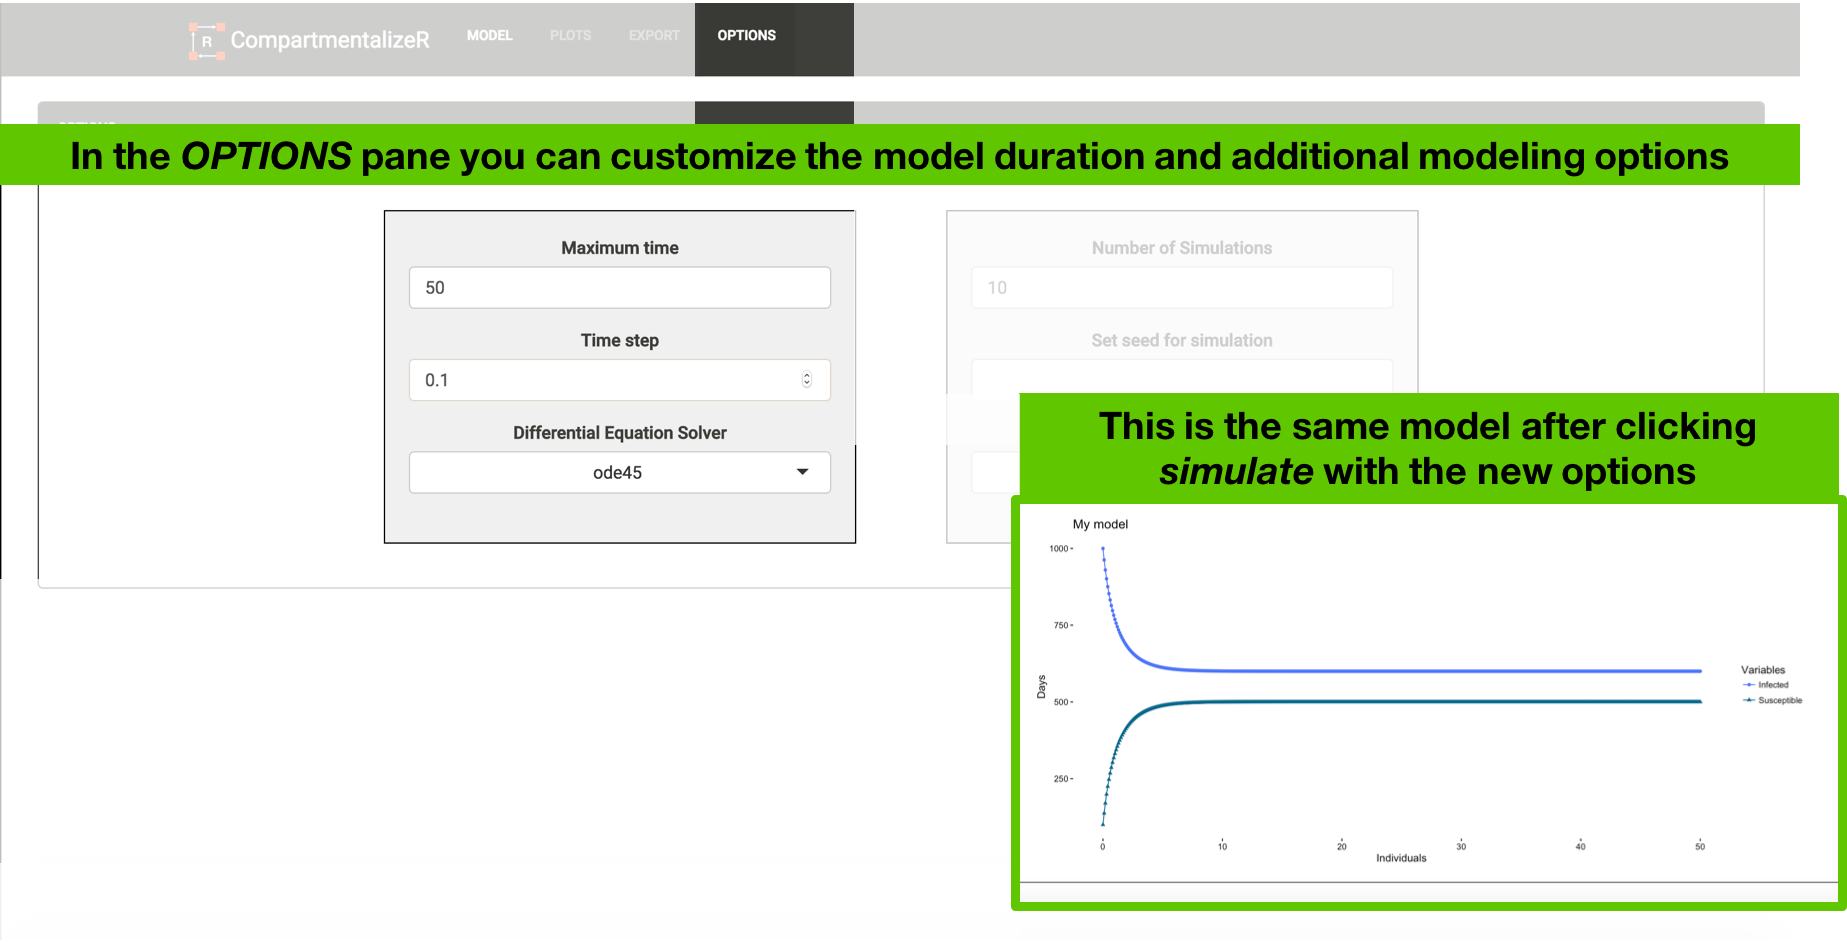 R CompartmentalizeR MODEL PLOTS EXPORT OPTIONS
In the OPTIONS pane you can customize the model duration and additional modeling options
Maximum time
50
Time step
0.1
Differential Equation Solver
ode45
Number of Simulations
10
Set seed for simulation
This is the same model after clicking
simulate with the new options
My model
1000
750
500
250
Days
0 10 20 30 40 50
Individuals
Variables
Infected
Susceptible